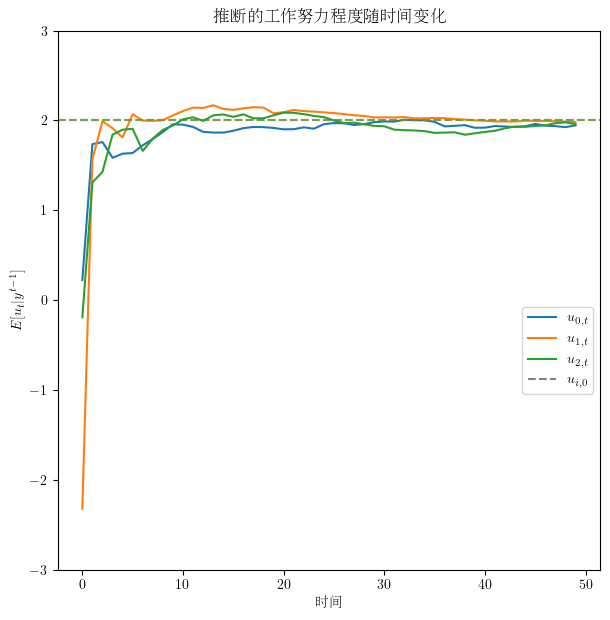 推断的工作努力程度随时间变化
3
2
1
0
−1
−2
−3
E[u_t|y^{t−1}]
u_{0,t}
u_{1,t}
u_{2,t}
u_{i,0}
0 10 20 30 40 50
时间